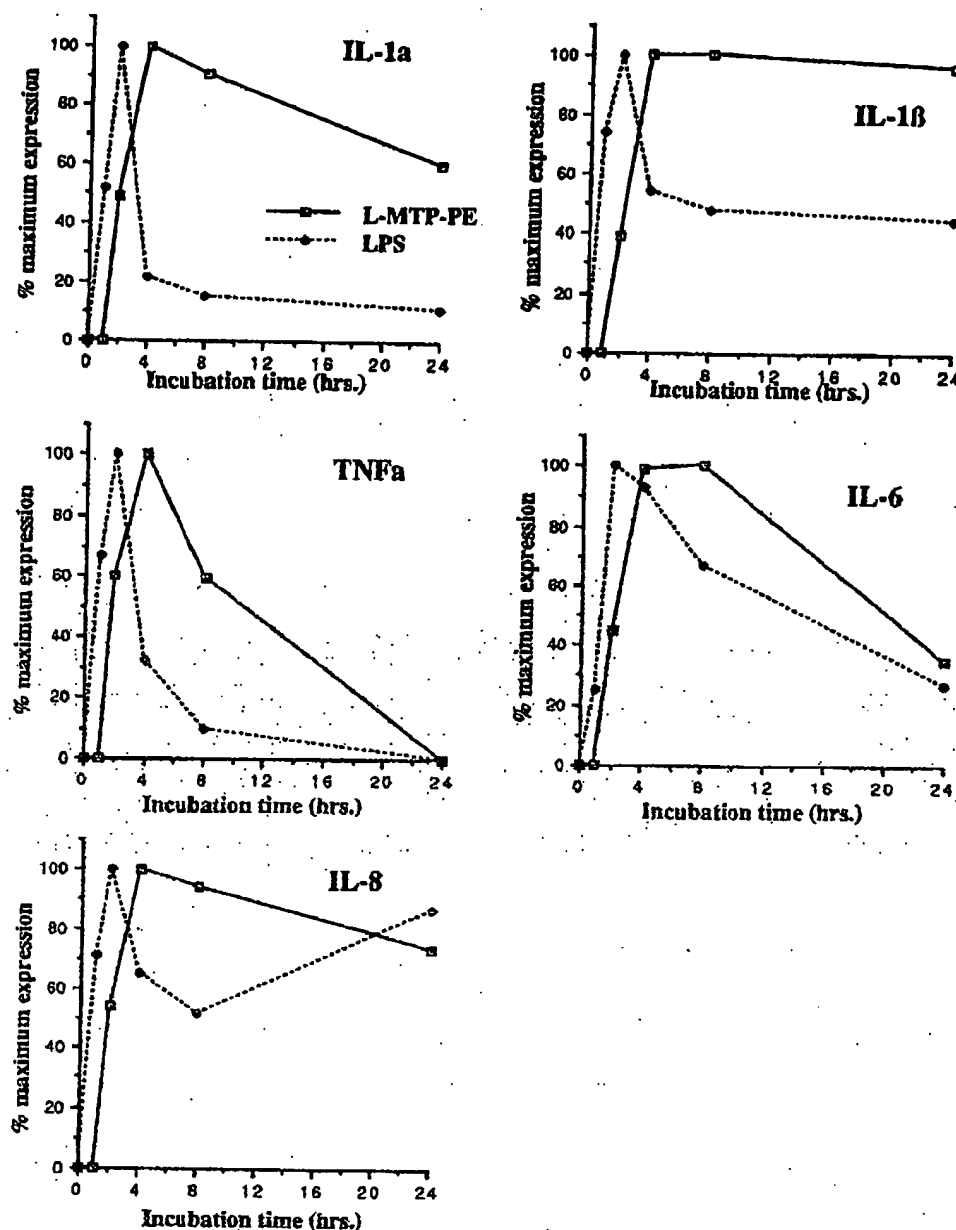 IL-1a
% maximum expression
100
80
60
40
20
0
L-MTP-PE
LPS
0 4 8 12 16 20 24
Incubation time (hrs.)
IL-1ß
% maximum expression
100
80
60
40
20
0
0 4 8 12 16 20 24
Incubation time (hrs.)
TNFa
% maximum expression
100
80
60
40
20
0
0 4 8 12 16 20 24
Incubation time (hrs.)
IL-6
% maximum expression
100
80
60
40
20
0
0 4 8 12 16 20 24
Incubation time (hrs.)
IL-8
% maximum expression
100
80
60
40
20
0
0 4 8 12 16 20 24
Incubation time (hrs.)